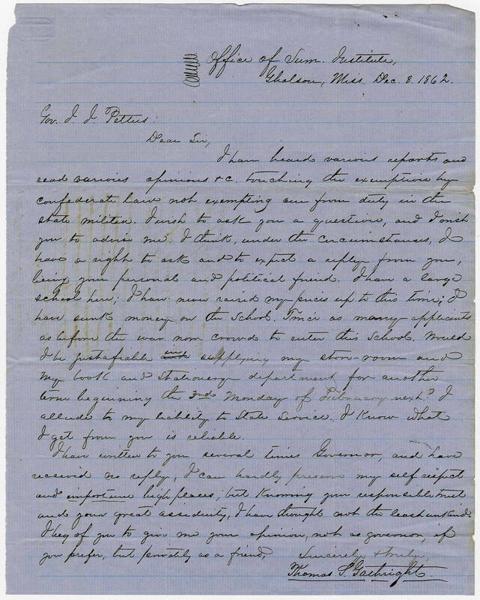 Office of Sum. Institute,
Gholson, Miss. Dec. 8. 1862.
Gov. J. J. Pettus
Dear Sir,
I have heard various reports and
read various opinions &c. touching the exemption by
confederate law not exempting one from duty in the
state militia. I wish to ask you a question, and I wish
you to advise me. I think, under the circumstances, I
have a right to ask and to expect a reply from you,
being your personal and political friend. I have a large
school here; I have never raised my prices up to this time; I
have sunk money on the school. Twice as many applicants
as before the war now crowd to enter this school. Would
I be justifiable in supplying my store-room and
my book and stationery department for another
term beginning the 3rd Monday of February next? I
allude to my liability to State service. I know what
I get from you is reliable.
I have written to you several times Governor, and have
received no reply, I can hardly preserve my self respect
and high places, but knowing your responsible trust
and your great assiduity, I have thought not the least unkind.
I beg of you to give me your opinion, not as governor, if
you prefer, but privately as a friend,
Sincerely & truly,
Thomas S. Gathright